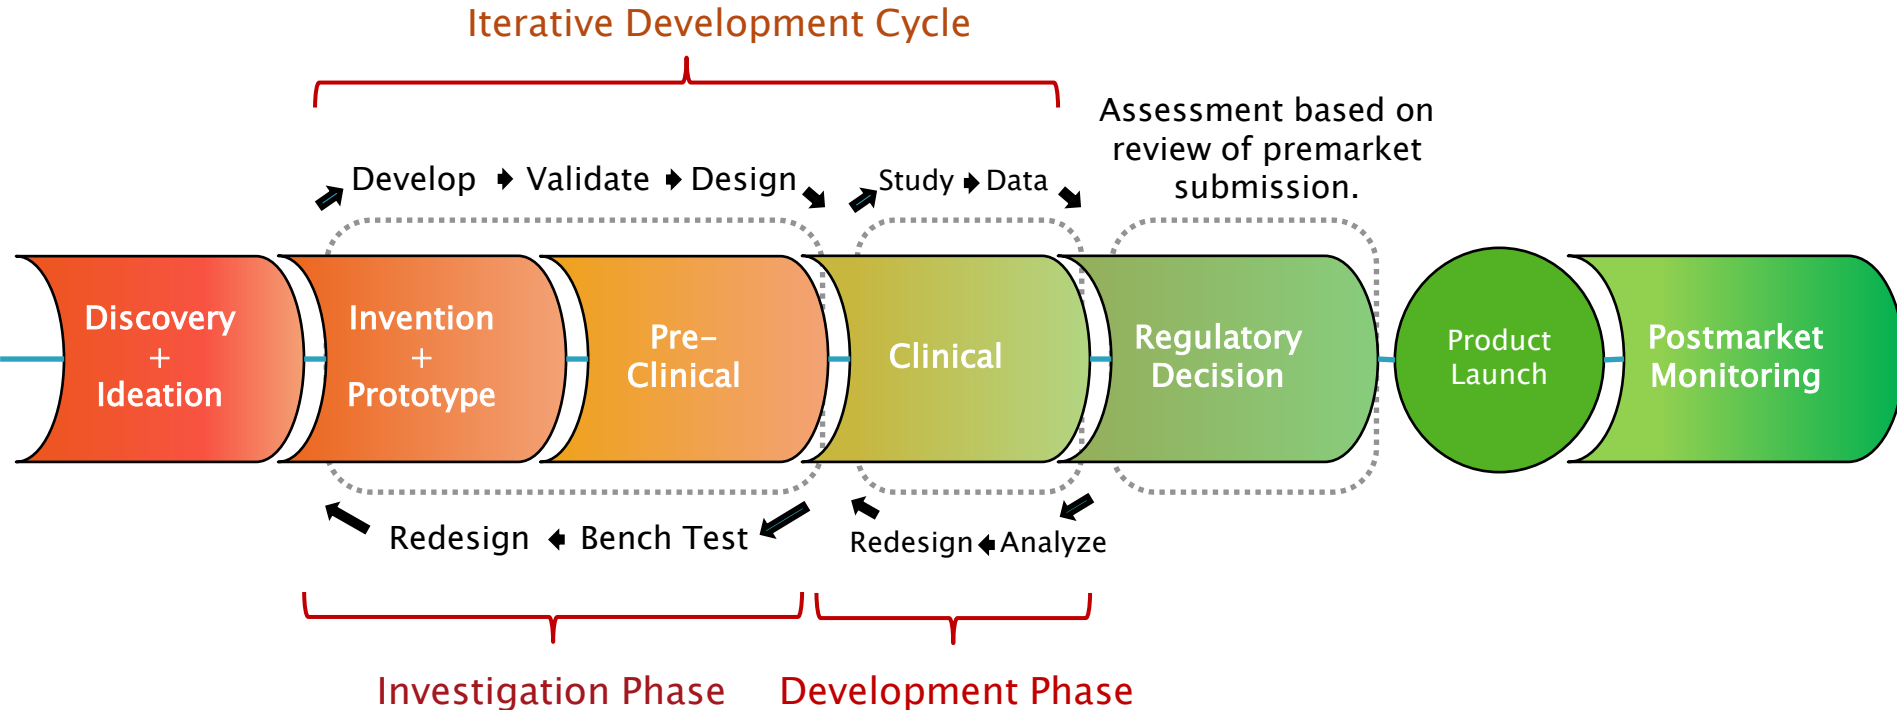 Iterative Development Cycle
Assessment based on
review of premarket
submission.
Develop Validate Design
Study Data
Discovery
+
Ideation
Invention
+
Prototype
Pre-
Clinical
Clinical
Regulatory
Decision
Product
Launch
Postmarket
Monitoring
Redesign Bench Test
Redesign Analyze
Investigation Phase
Development Phase